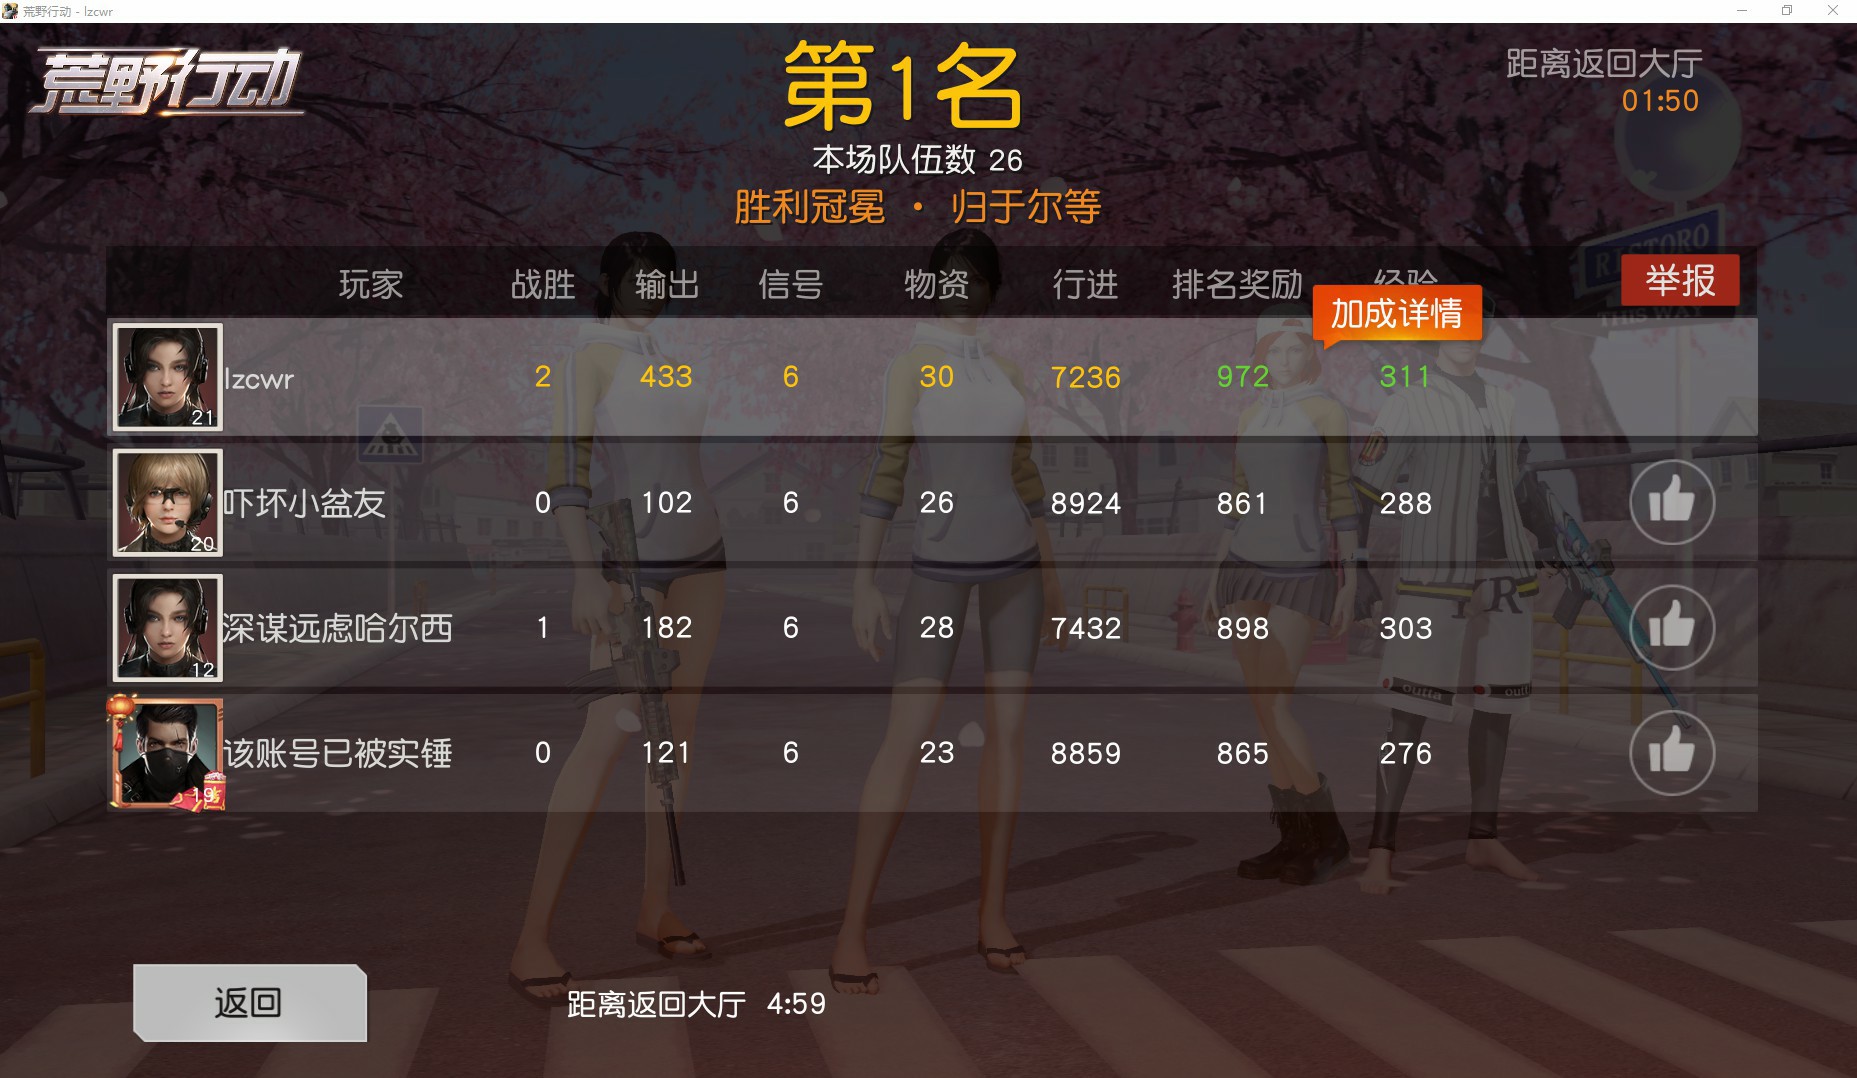 荒野行动 - lzcwr
荒野行动
第1名
距离返回大厅
01:50
本场队伍数 26
胜利冠冕 · 归于尔等
玩家 战胜 输出 信号 物资 行进 排名奖励 经验 举报
加成详情
lzcwr 2 433 6 30 7236 972 311
21
吓坏小盆友 0 102 6 26 8924 861 288
20
深谋远虑哈尔西 1 182 6 28 7432 898 303
12
该账号已被实锤 0 121 6 23 8859 865 276
19
返回
距离返回大厅 4:59
RISTORO
THIS WAY
R
outta